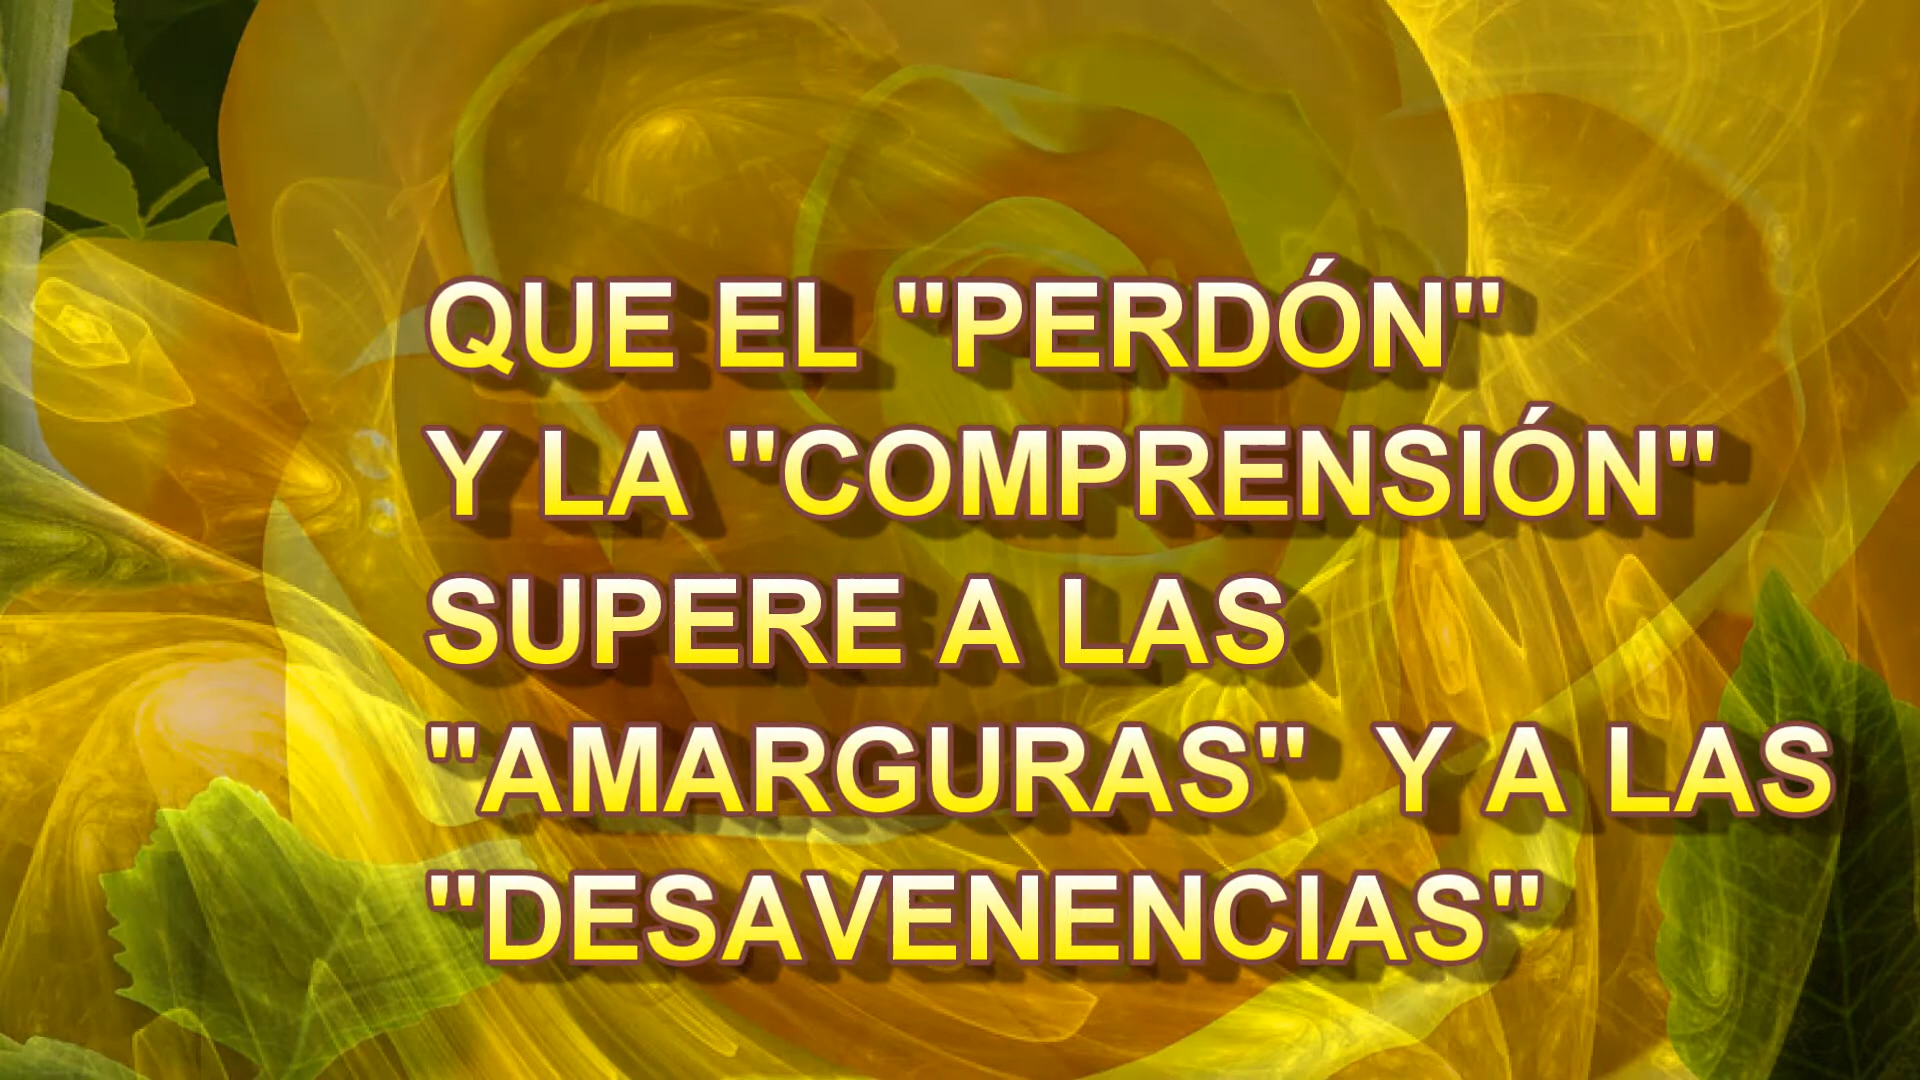 QUE EL "PERDÓN"
Y LA "COMPRENSIÓN"
SUPERE A LAS
"AMARGURAS" Y A LAS
"DESAVENENCIAS"